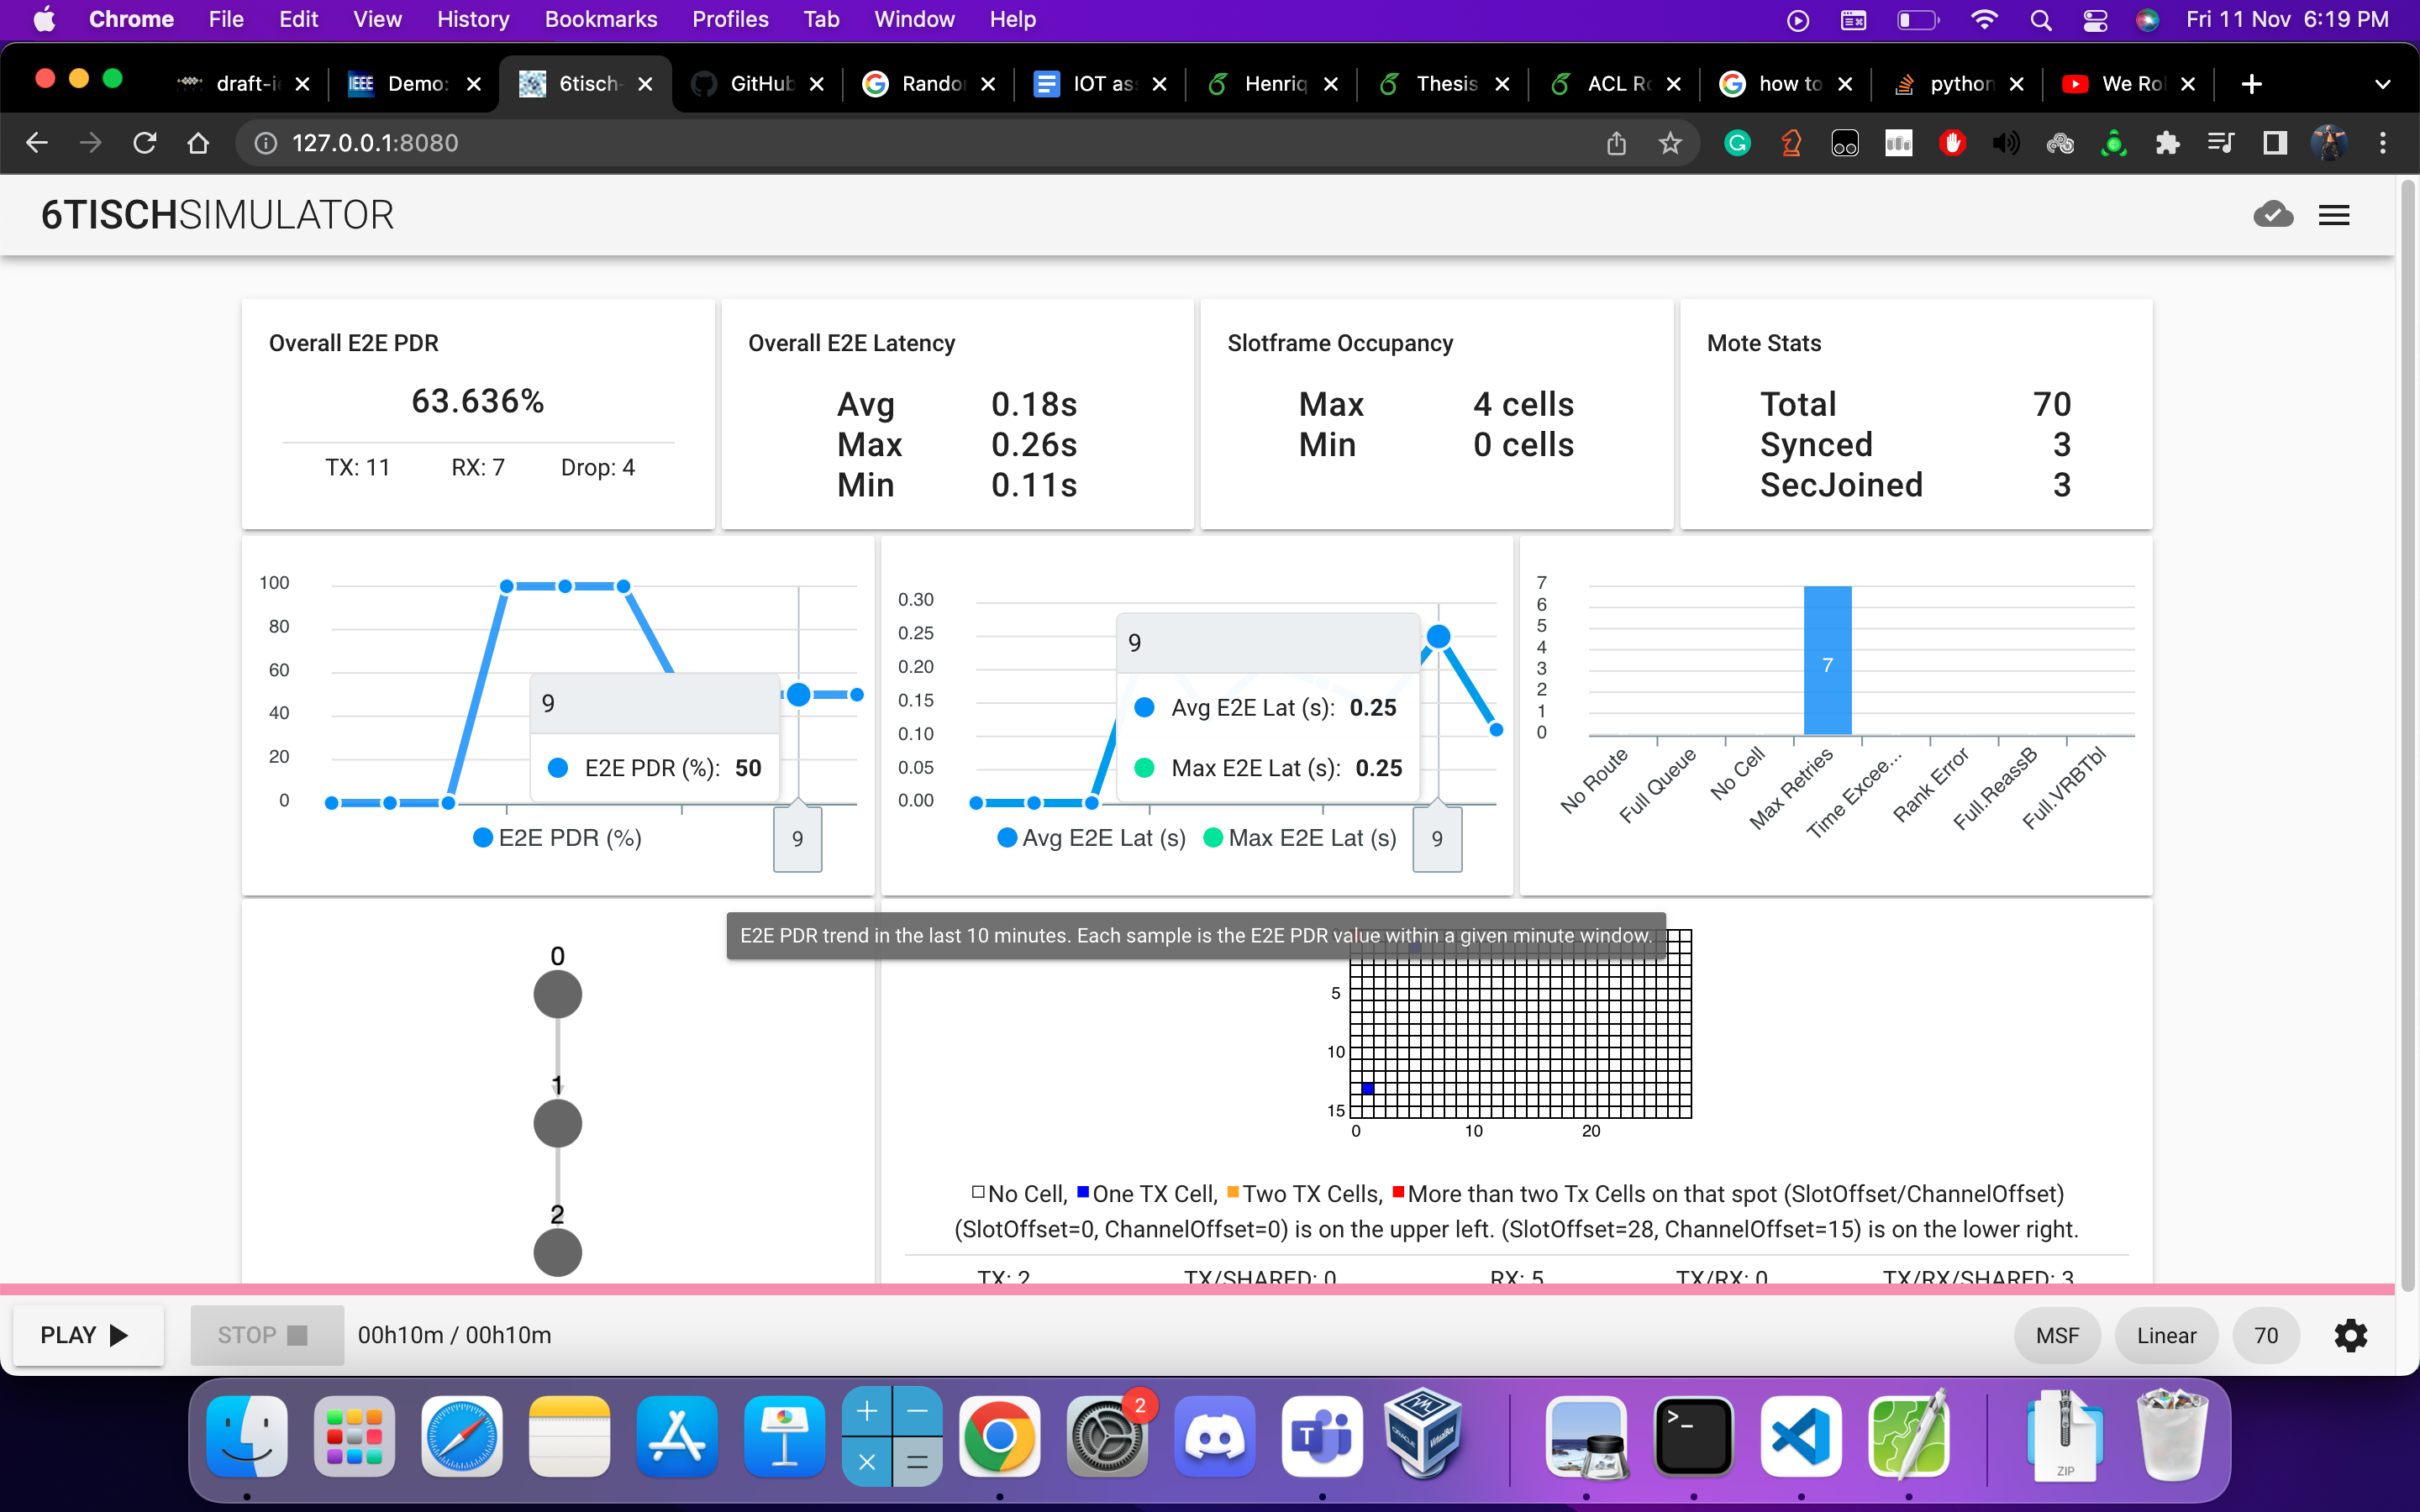 Chrome File Edit View History Bookmarks Profiles Tab Window Help Fri 11 Nov 6:19 PM
draft-i IEEE Demo: 6tisch- GitHub Rando IOT as Henriq Thesis ACL Ro how to python We Rol
127.0.0.1:8080
6TISCHSIMULATOR
Overall E2E PDR
63.636%
TX: 11 RX: 7 Drop: 4
Overall E2E Latency
Avg 0.18s
Max 0.26s
Min 0.11s
Slotframe Occupancy
Max 4 cells
Min 0 cells
Mote Stats
Total 70
Synced 3
SecJoined 3
100
80
60
40
20
0
9
E2E PDR (%): 50
E2E PDR (%)
9
0.30
0.25
0.20
0.15
0.10
0.05
0.00
9
Avg E2E Lat (s): 0.25
Max E2E Lat (s): 0.25
Avg E2E Lat (s) Max E2E Lat (s)
9
7
6
5
4
3
2
1
0
7
No Route
Full Queue
No Cell
Max Retries
Time Excee...
Rank Error
Full.ReassB
Full.VRBTbl
E2E PDR trend in the last 10 minutes. Each sample is the E2E PDR value within a given minute window.
0
1
2
5
10
15
0 10 20
No Cell, One TX Cell, Two TX Cells, More than two Tx Cells on that spot (SlotOffset/ChannelOffset)
(SlotOffset=0, ChannelOffset=0) is on the upper left. (SlotOffset=28, ChannelOffset=15) is on the lower right.
TX: 2 TX/SHARED: 0 RX: 5 TX/RX: 0 TX/RX/SHARED: 3
PLAY STOP 00h10m / 00h10m MSF Linear 70
2
ZIP